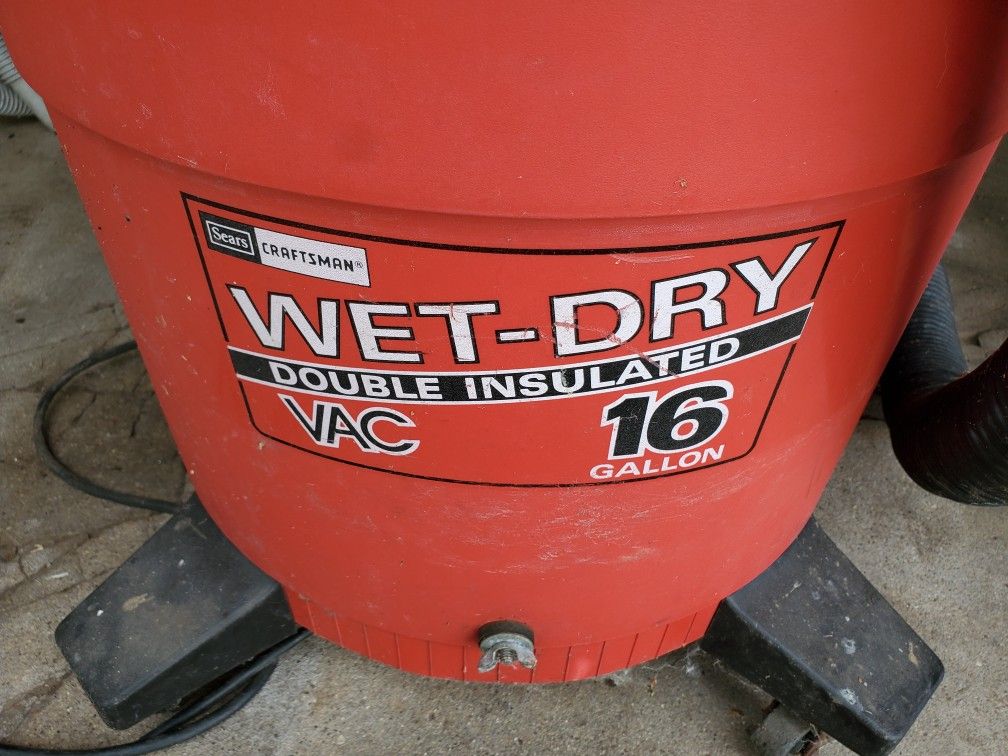 Sears CRAFTSMAN®
WET-DRY
DOUBLE INSULATED
VAC 16
GALLON